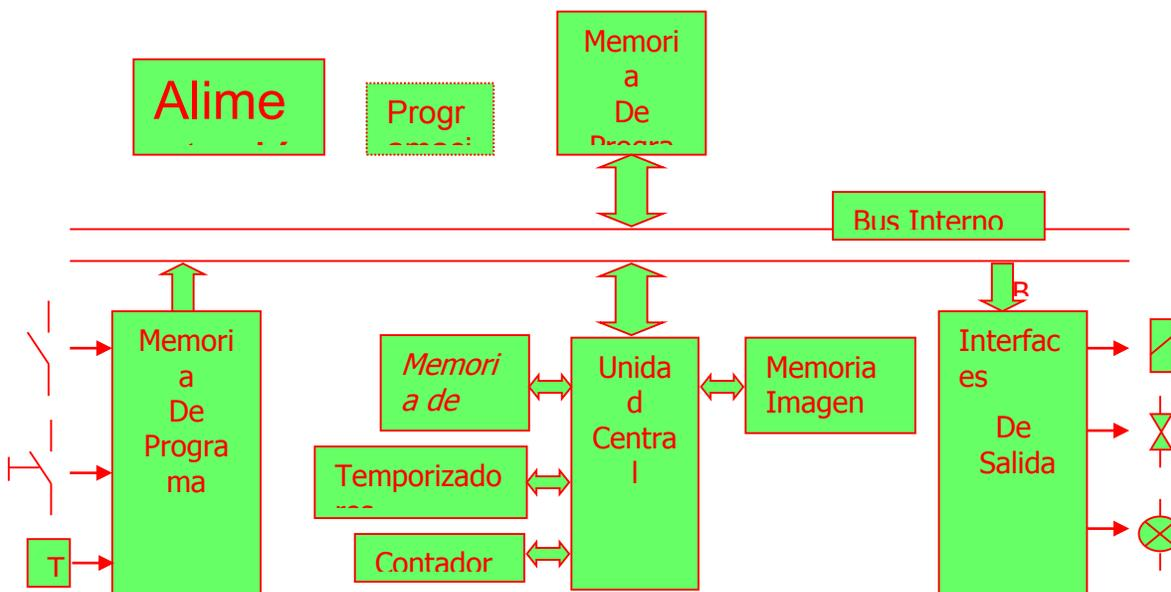 Alime
Progr
Memori
a
De
Progra
Bus Interno
Memori
a
De
Progra
ma
T
Memori
a de
Temporizado
Contador
Unida
d
Centra
l
Memoria
Imagen
Interfac
es
De
Salida